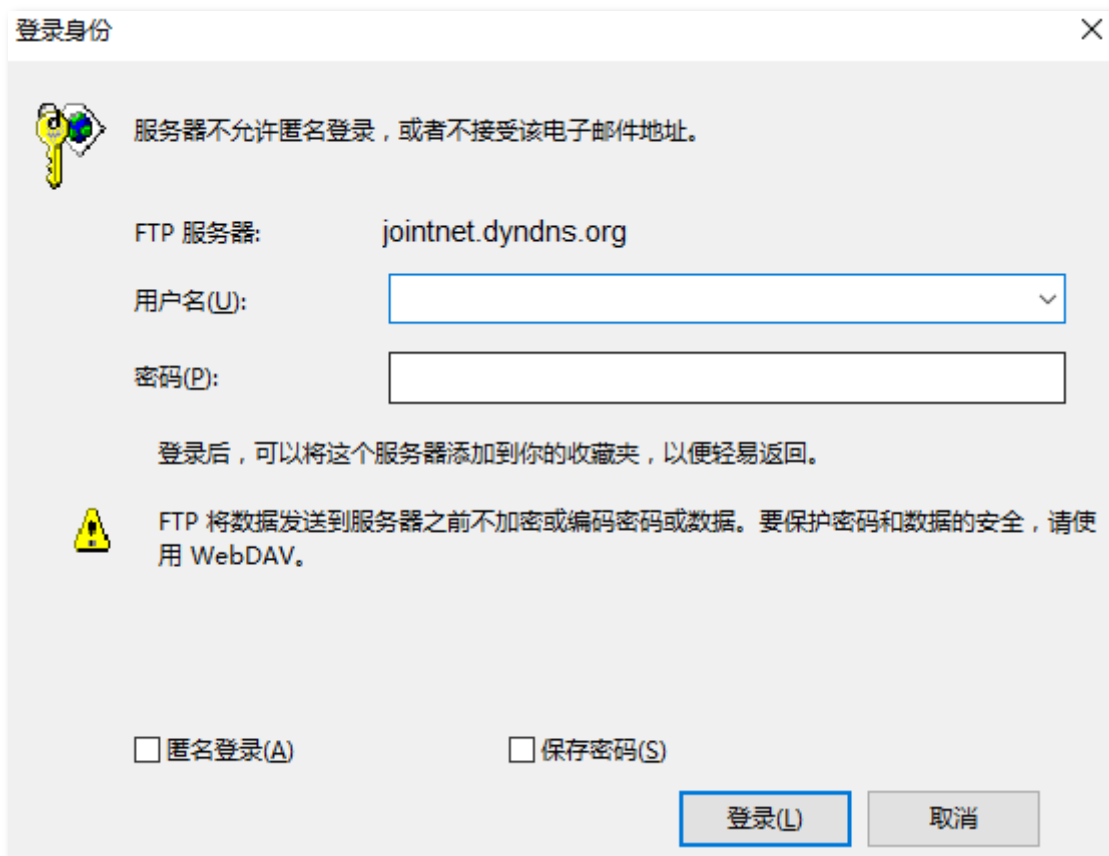 登录身份
服务器不允许匿名登录，或者不接受该电子邮件地址。
FTP 服务器: jointnet.dyndns.org
用户名(U):
密码(P):
登录后，可以将这个服务器添加到你的收藏夹，以便轻易返回。
FTP 将数据发送到服务器之前不加密或编码密码或数据。要保护密码和数据的安全，请使
用 WebDAV。
匿名登录(A) 保存密码(S)
登录(L) 取消